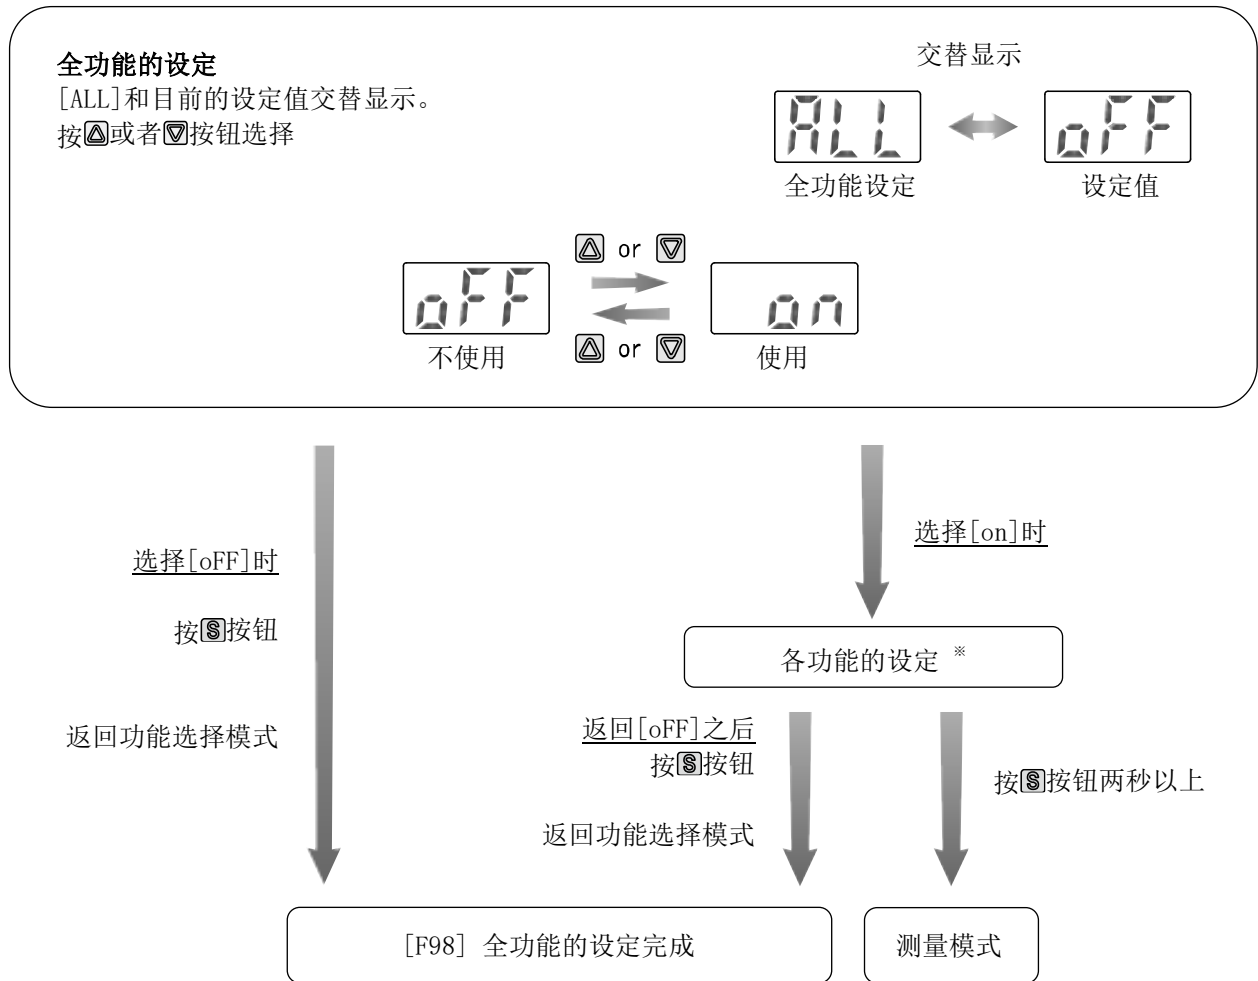 全功能的设定
[ALL]和目前的设定值交替显示。
按△或者▽按钮选择
交替显示
ALL
oFF
全功能设定
设定值
△ or ▽
oFF
on
△ or ▽
不使用
使用
选择[oFF]时
按S按钮
返回功能选择模式
选择[on]时
各功能的设定 ※
返回[oFF]之后
按S按钮
返回功能选择模式
按S按钮两秒以上
[F98] 全功能的设定完成
测量模式